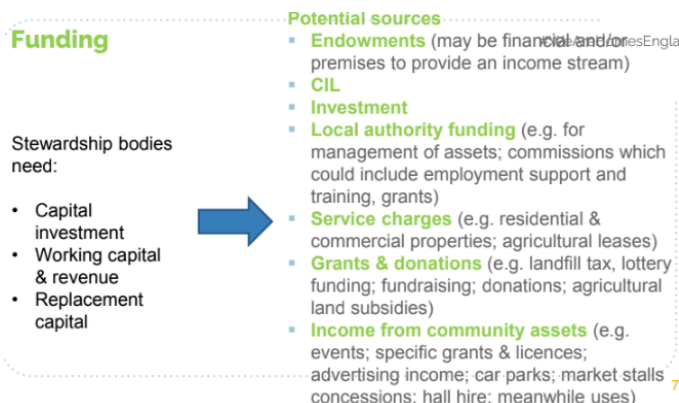 Funding
#WeAreHomesEngla
Stewardship bodies
need:
• Capital
investment
• Working capital
& revenue
• Replacement
capital
Potential sources
▪ Endowments (may be financial and/or
premises to provide an income stream)
▪ CIL
▪ Investment
▪ Local authority funding (e.g. for
management of assets; commissions which
could include employment support and
training, grants)
▪ Service charges (e.g. residential &
commercial properties; agricultural leases)
▪ Grants & donations (e.g. landfill tax, lottery
funding; fundraising; donations; agricultural
land subsidies)
▪ Income from community assets (e.g.
events; specific grants & licences;
advertising income; car parks; market stalls
concessions; hall hire; meanwhile uses)
7